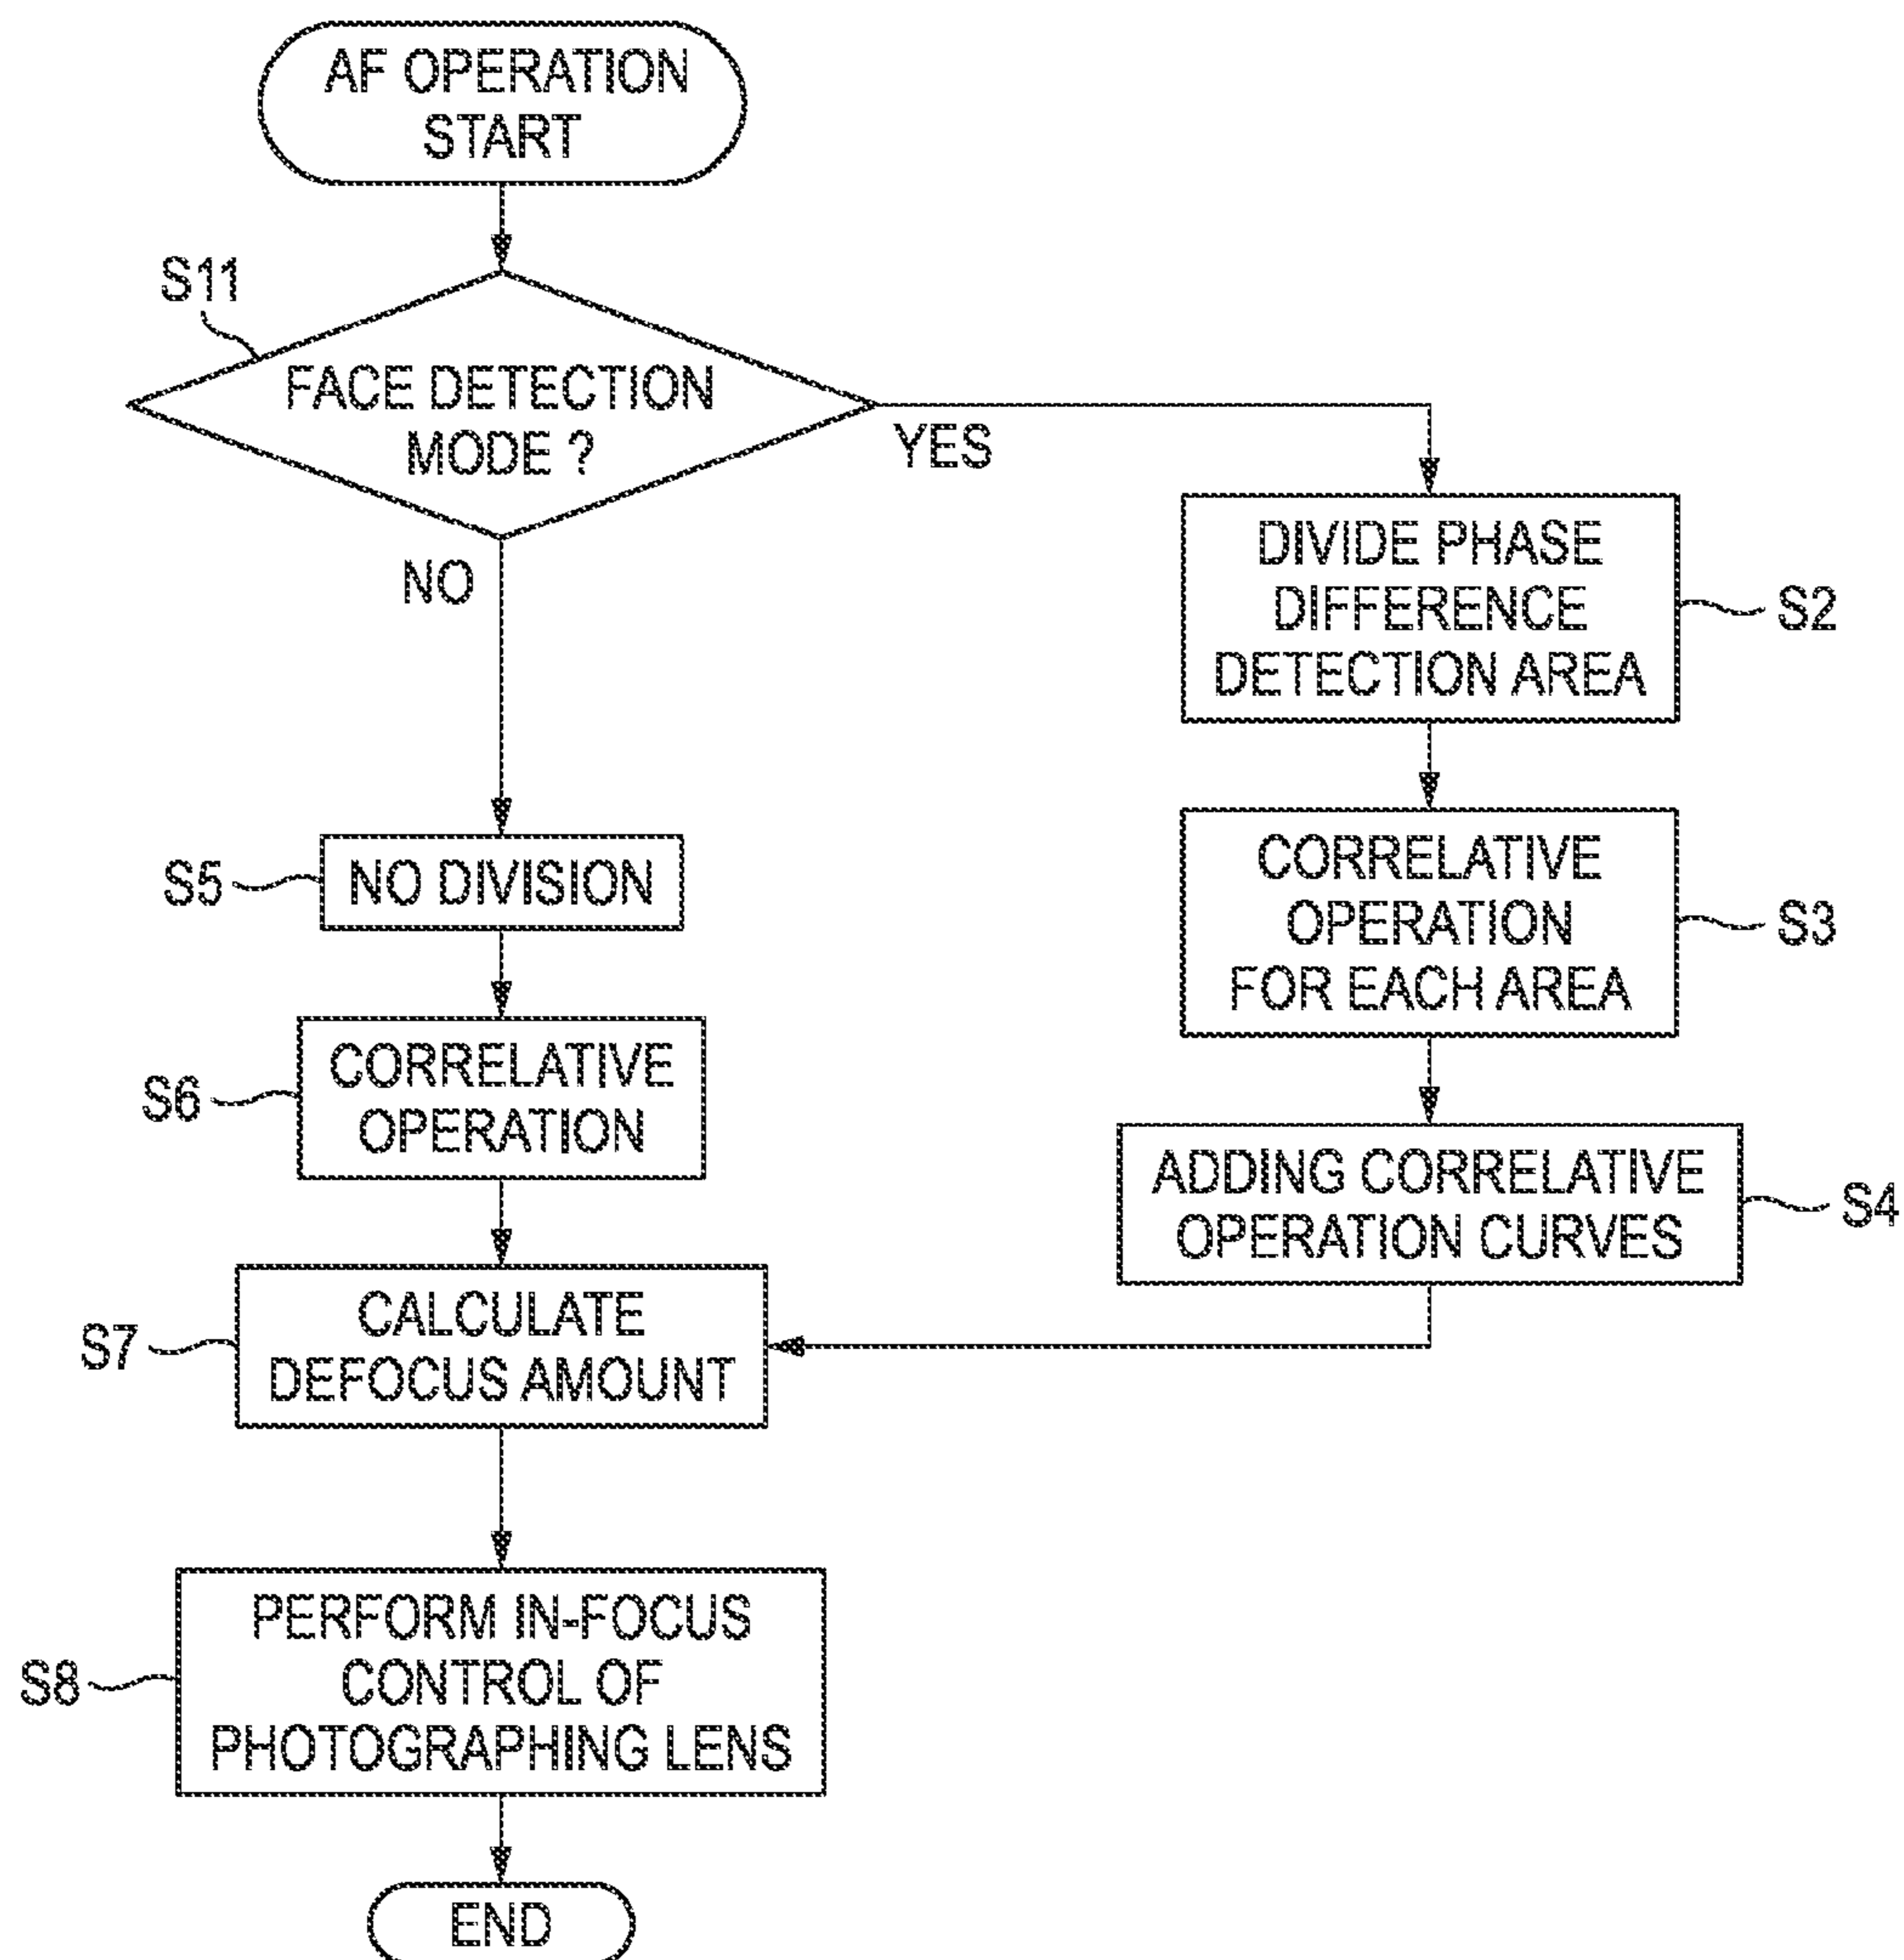 AF OPERATION
START
S11
FACE DETECTION
MODE ?
YES
NO
DIVIDE PHASE
DIFFERENCE
DETECTION AREA
S2
CORRELATIVE
OPERATION
FOR EACH AREA
S3
ADDING CORRELATIVE
OPERATION CURVES
S4
S5
NO DIVISION
S6
CORRELATIVE
OPERATION
S7
CALCULATE
DEFOCUS AMOUNT
S8
PERFORM IN-FOCUS
CONTROL OF
PHOTOGRAPHING LENS
END